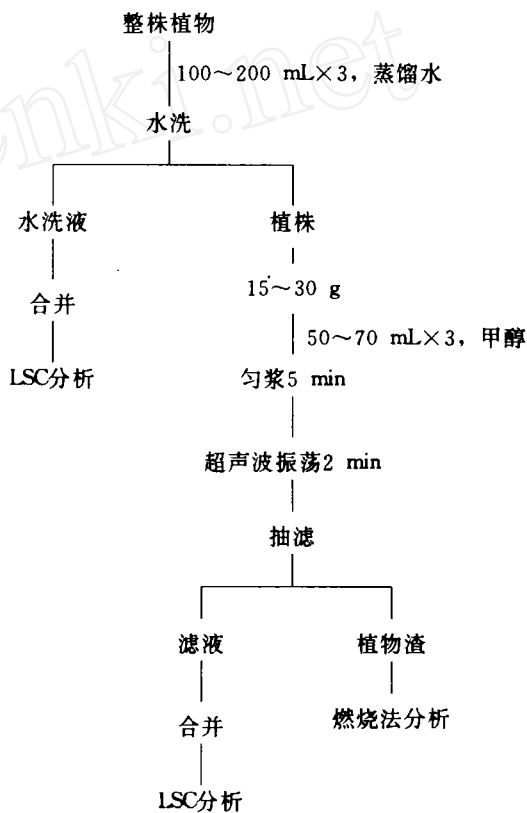 整株植物
100～200 mL×3，蒸馏水
水洗
水洗液
植株
合并
15～30 g
50～70 mL×3，甲醇
LSC分析
匀浆5 min
超声波振荡2 min
抽滤
滤液
植物渣
合并
燃烧法分析
LSC分析